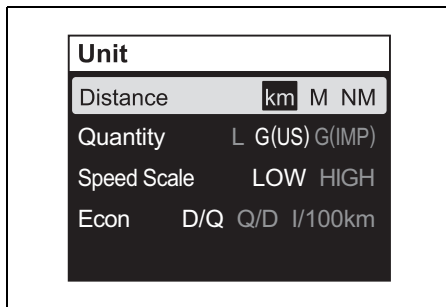 Unit
Distance km M NM
Quantity L G(US) G(IMP)
Speed Scale LOW HIGH
Econ D/Q Q/D l/100km